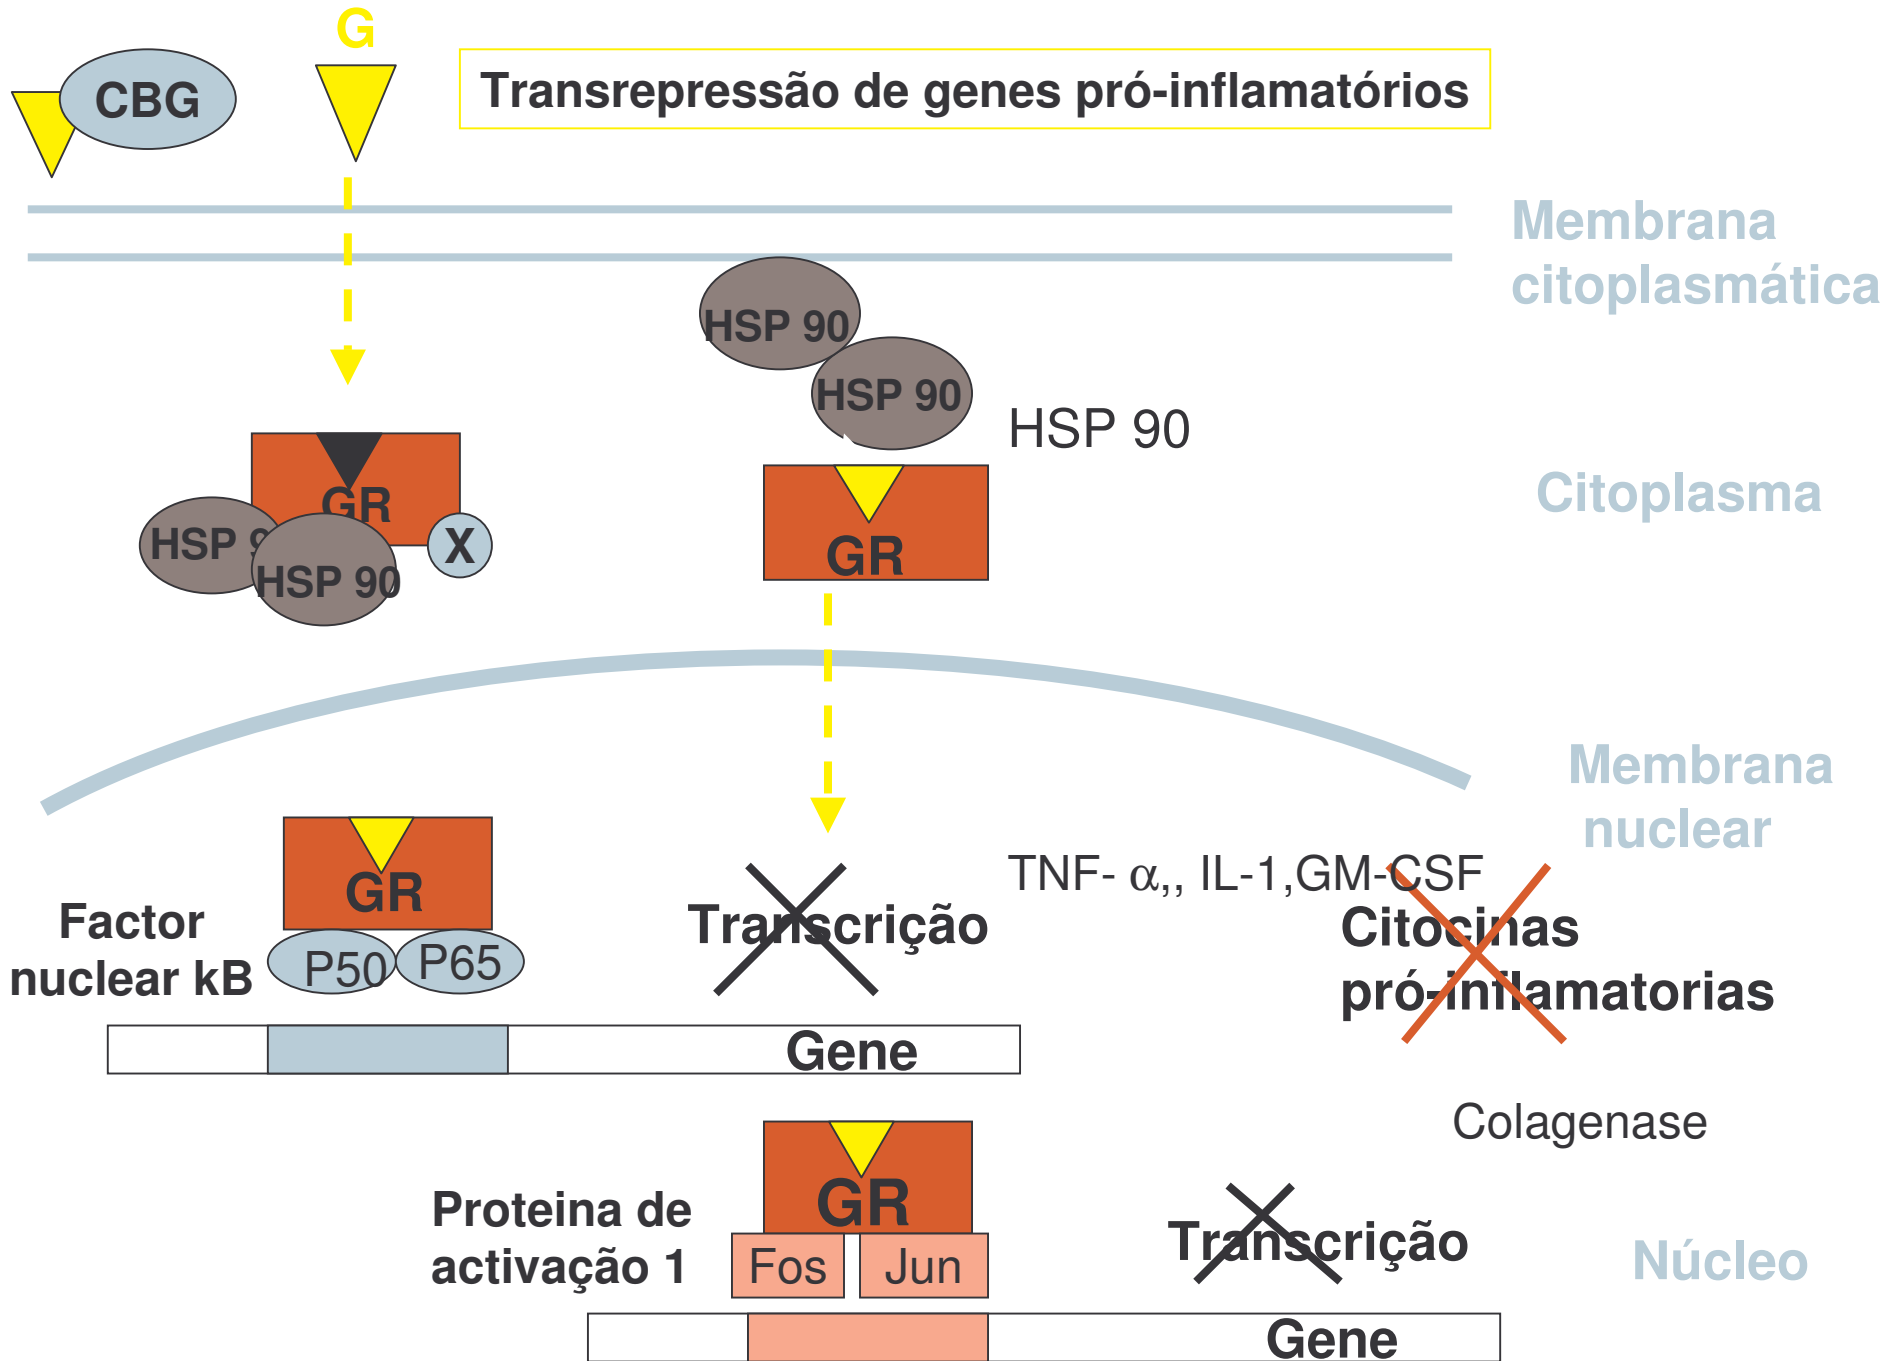 G
CBG
Transrepressão de genes pró-inflamatórios
Membrana
citoplasmática
HSP 90
HSP 90
HSP 90
Citoplasma
GR
HSP 9
X
HSP 90
GR
Membrana
nuclear
TNF- α,, IL-1,GM-CSF
GR
Factor
nuclear kB
P50
P65
Transcrição
Citocinas
pró-inflamatorias
Gene
Colagenase
GR
Proteina de
activação 1
Fos
Jun
Transcrição
Núcleo
Gene